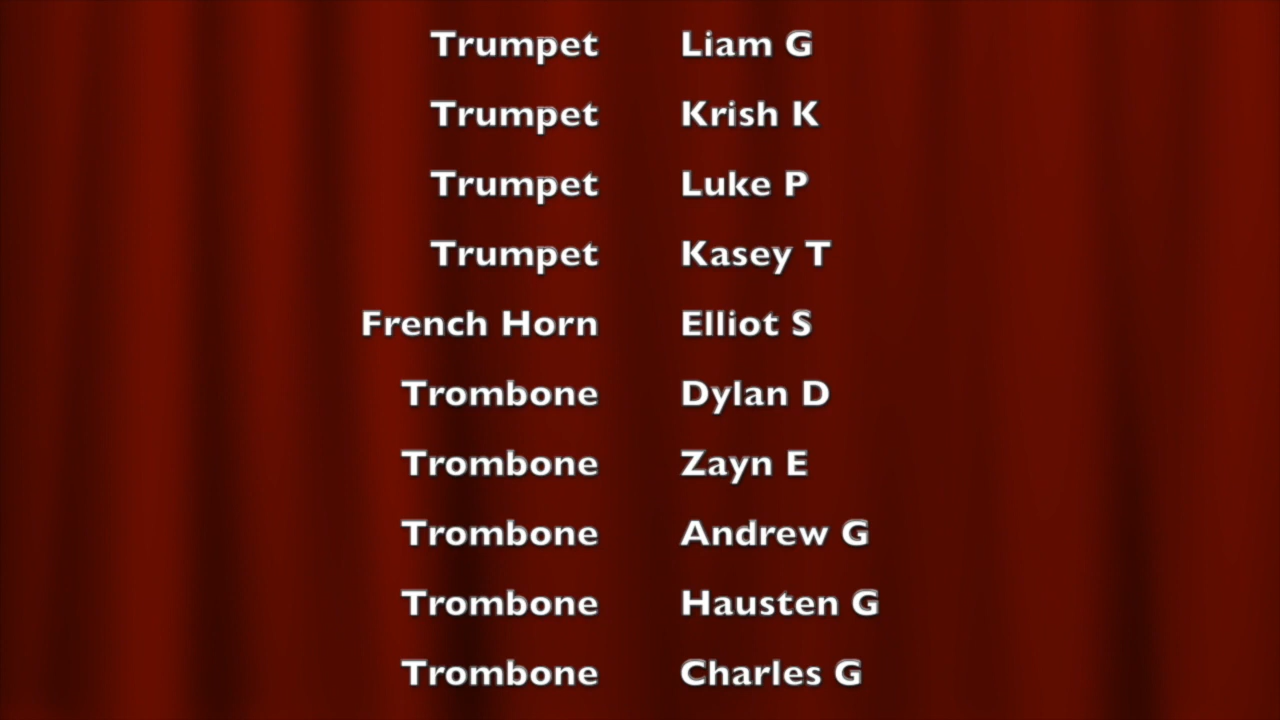 Trumpet Liam G
Trumpet Krish K
Trumpet Luke P
Trumpet Kasey T
French Horn Elliot S
Trombone Dylan D
Trombone Zayn E
Trombone Andrew G
Trombone Hausten G
Trombone Charles G